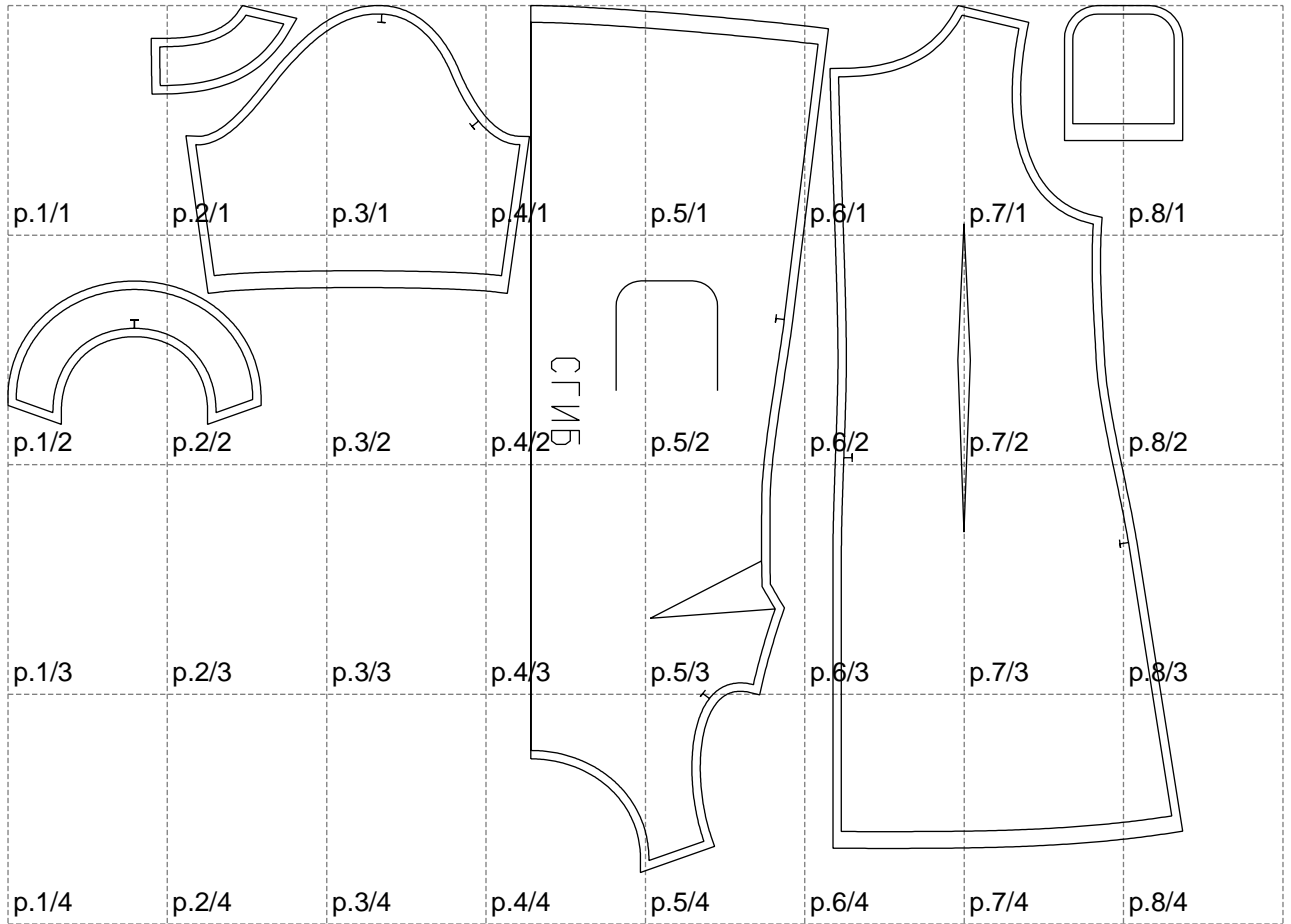 p.1/1 p.2/1 p.3/1 p.4/1 p.5/1 p.6/1 p.7/1 p.8/1
СГИБ
p.1/2 p.2/2 p.3/2 p.4/2 p.5/2 p.6/2 p.7/2 p.8/2
p.1/3 p.2/3 p.3/3 p.4/3 p.5/3 p.6/3 p.7/3 p.8/3
p.1/4 p.2/4 p.3/4 p.4/4 p.5/4 p.6/4 p.7/4 p.8/4